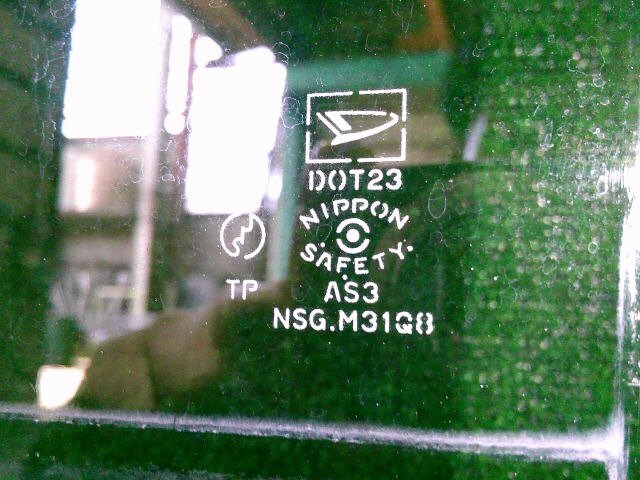 DOT23
NIPPON
SAFETY
TP
AS3
NSG.M31Q8